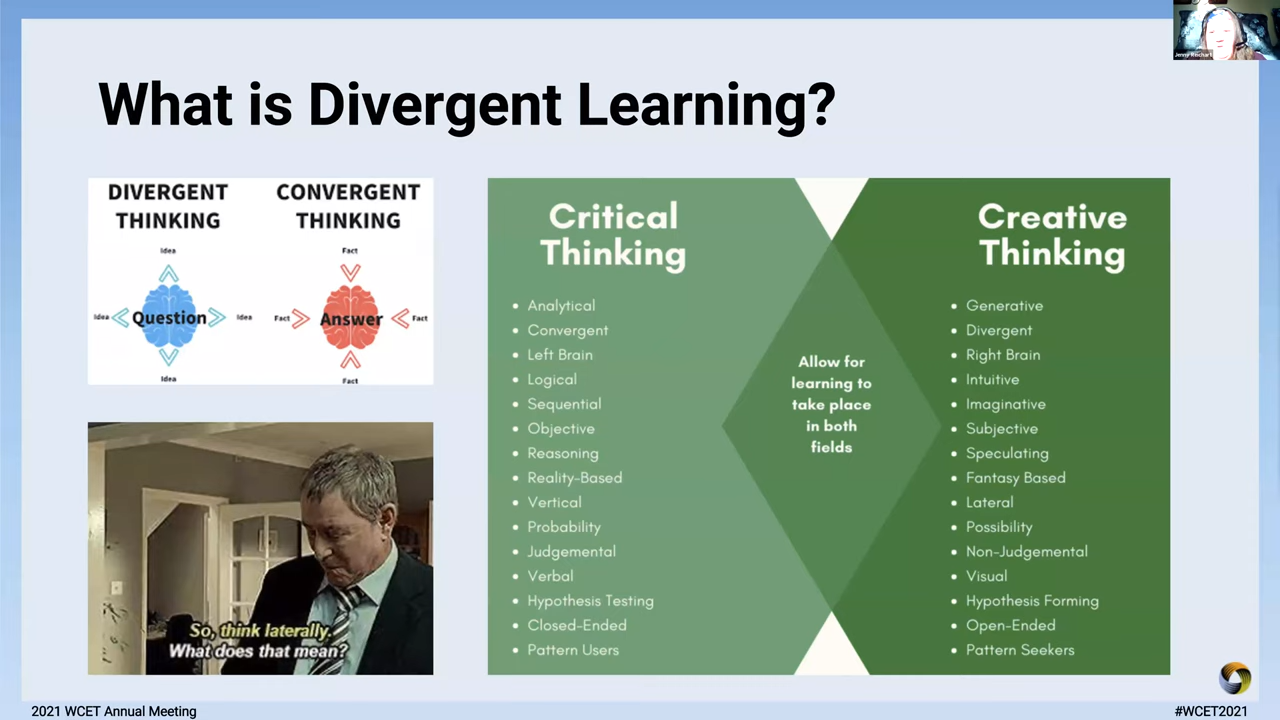 Jenny Reichart
What is Divergent Learning?
DIVERGENT
THINKING
Idea
Idea
Question
Idea
Idea
CONVERGENT
THINKING
Fact
Fact
Answer
Fact
Fact
So, think laterally.
What does that mean?
Critical
Thinking
Analytical
Convergent
Left Brain
Logical
Sequential
Objective
Reasoning
Reality-Based
Vertical
Probability
Judgemental
Verbal
Hypothesis Testing
Closed-Ended
Pattern Users
Allow for
learning to
take place
in both
fields
Creative
Thinking
Generative
Divergent
Right Brain
Intuitive
Imaginative
Subjective
Speculating
Fantasy Based
Lateral
Possibility
Non-Judgemental
Visual
Hypothesis Forming
Open-Ended
Pattern Seekers
2021 WCET Annual Meeting
#WCET2021